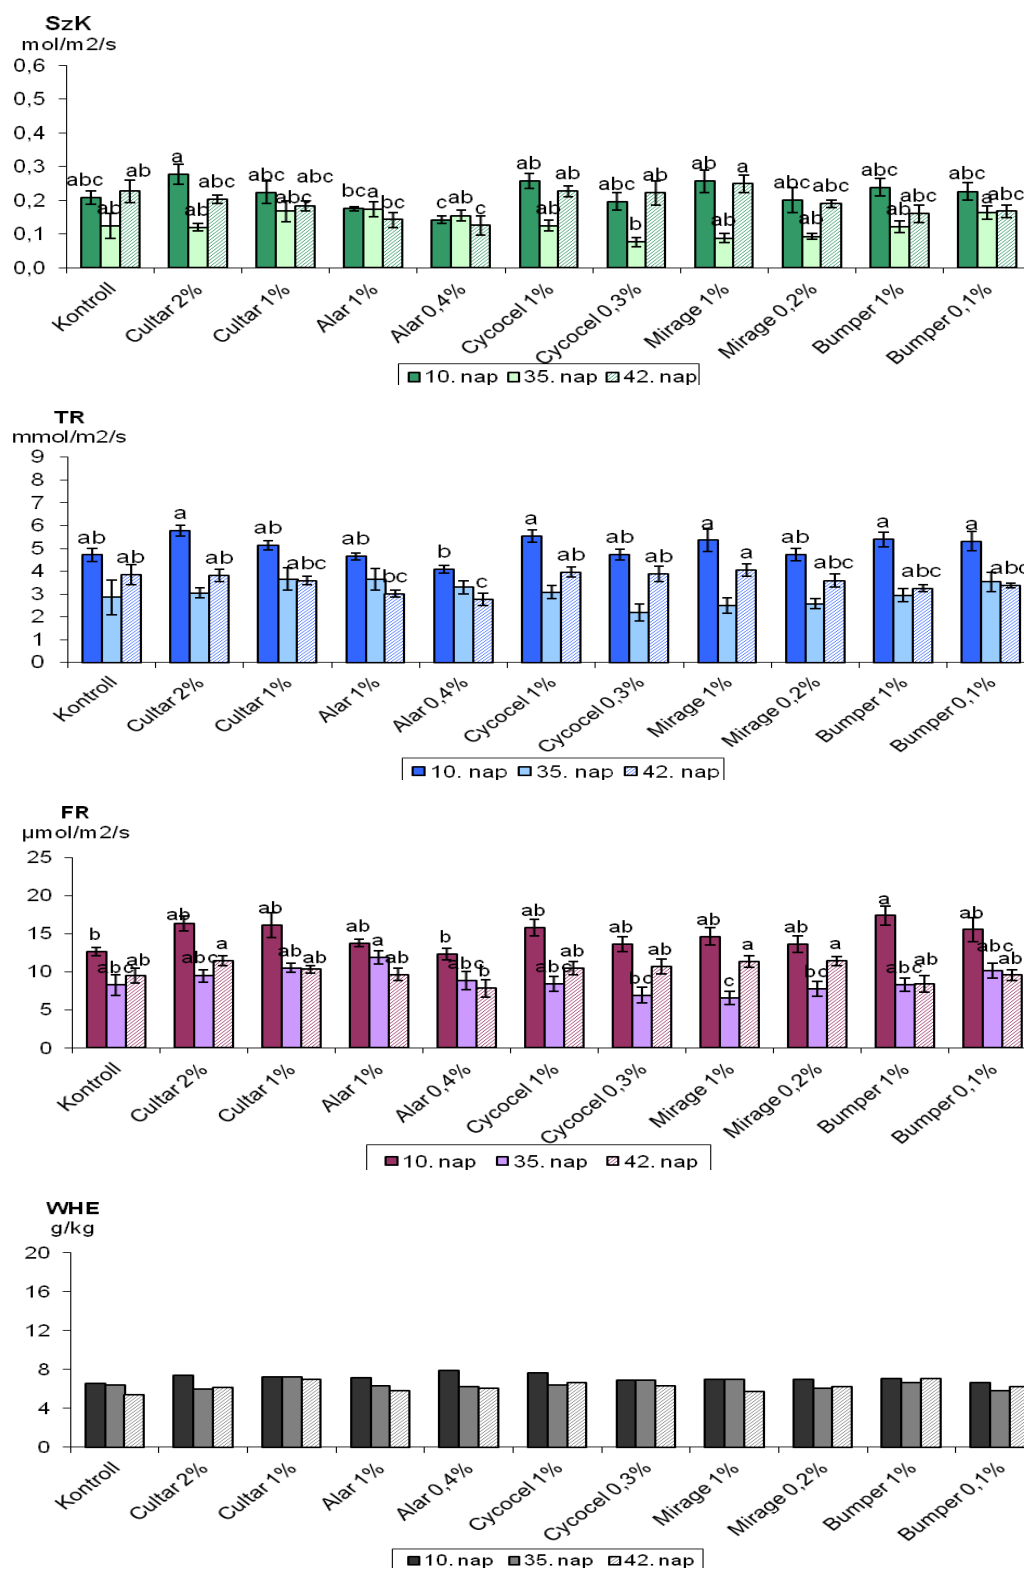 SzK
mol/m2/s
0,6
0,5
0,4
0,3
0,2
0,1
0,0
abc ab ab
a ab abc
abc abc abc
bc a bc
c ab c
ab ab ab
ab b ab
ab ab a
abc ab abc
abc ab abc
abc a abc
Kontroll
Cultar 2%
Cultar 1%
Alar 1%
Alar 0,4%
Cycocel 1%
Cycocel 0,3%
Mirage 1%
Mirage 0,2%
Bumper 1%
Bumper 0,1%
10. nap 35. nap 42. nap
TR
mmol/m2/s
9
8
7
6
5
4
3
2
1
0
ab ab
a ab
ab abc
ab bc
b c
a ab
ab ab
a a
ab abc
a abc
a abc
Kontroll
Cultar 2%
Cultar 1%
Alar 1%
Alar 0,4%
Cycocel 1%
Cycocel 0,3%
Mirage 1%
Mirage 0,2%
Bumper 1%
Bumper 0,1%
10. nap 35. nap 42. nap
FR
µmol/m2/s
25
20
15
10
5
0
b abc ab
ab abc a
ab ab ab
ab a ab
b abc b
ab abc ab
ab bc ab
ab c a
ab bc a
a abc ab
ab abc ab
Kontroll
Cultar 2%
Cultar 1%
Alar 1%
Alar 0,4%
Cycocel 1%
Cycocel 0,3%
Mirage 1%
Mirage 0,2%
Bumper 1%
Bumper 0,1%
10. nap 35. nap 42. nap
WHE
g/kg
20
16
12
8
4
0
Kontroll
Cultar 2%
Cultar 1%
Alar 1%
Alar 0,4%
Cycocel 1%
Cycocel 0,3%
Mirage 1%
Mirage 0,2%
Bumper 1%
Bumper 0,1%
10. nap 35. nap 42. nap